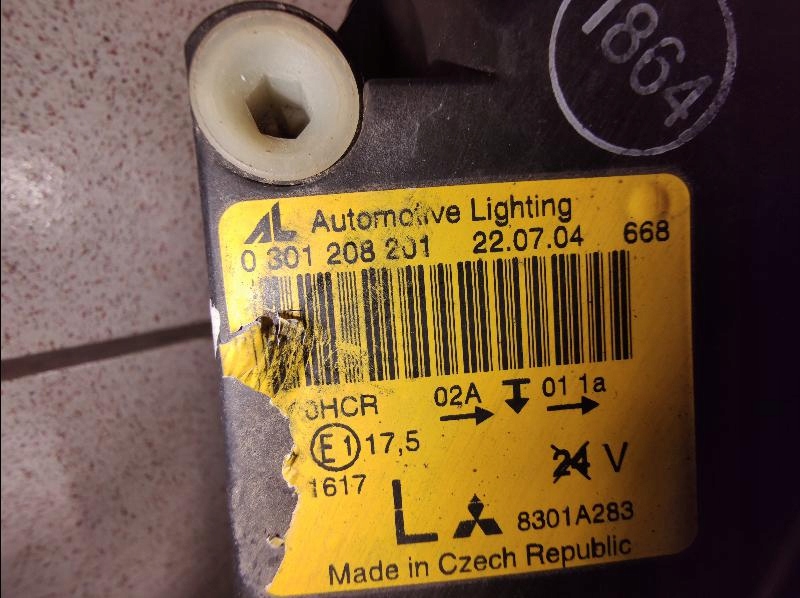 1864
AL Automotive Lighting
0 301 208 201 22.07.04 668
HCR 02A 01 1a
E1 17,5
24 V
1617
L 8301A283
Made in Czech Republic